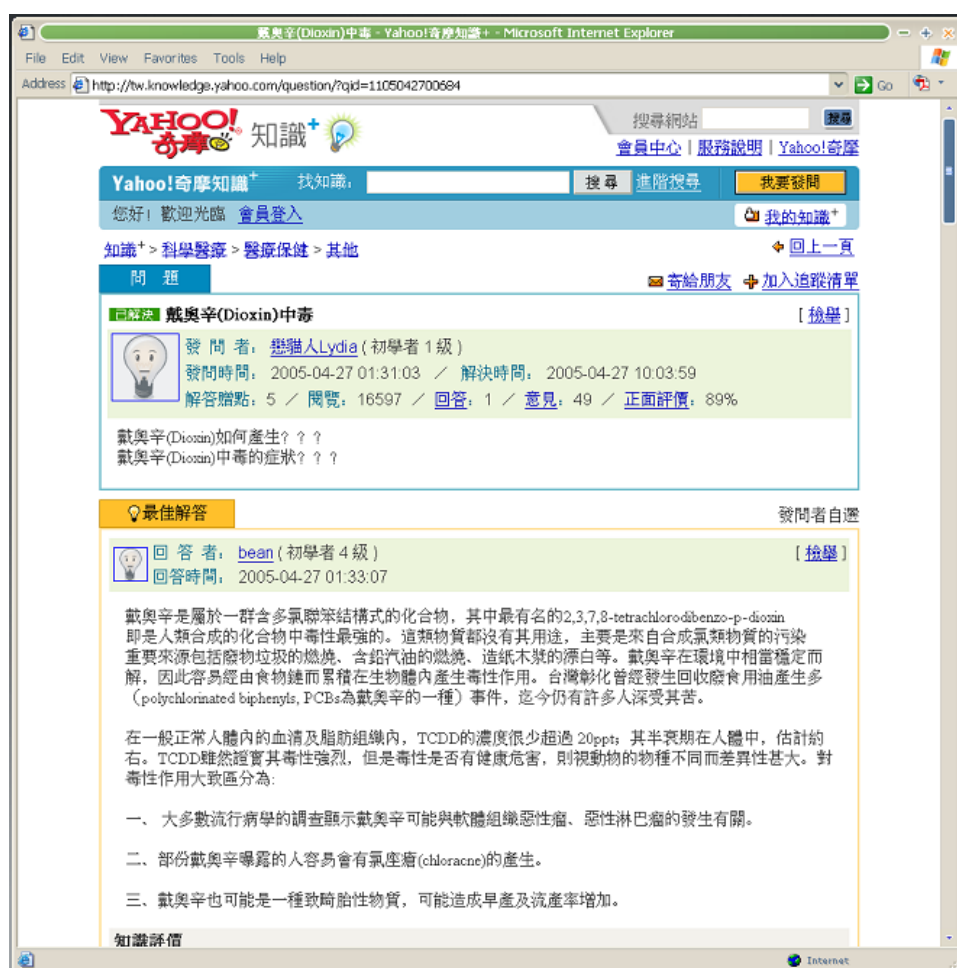 戴奧辛(Dioxin)中毒 - Yahoo!奇摩知識+ - Microsoft Internet Explorer
File Edit View Favorites Tools Help
Address http://tw.knowledge.yahoo.com/question/?qid=1105042700684 Go
YAHOO! 奇摩 知識+
搜尋網站 搜尋
會員中心 | 服務說明 | Yahoo!奇摩
Yahoo!奇摩知識+ 找知識: 搜尋 進階搜尋 我要發問
您好! 歡迎光臨 會員登入 我的知識+
知識+ > 科學醫療 > 醫療保健 > 其他 回上一頁
問 題 寄給朋友 加入追蹤清單
已解決 戴奧辛(Dioxin)中毒 [ 檢舉 ]
發 問 者: 戀貓人Lydia ( 初學者 1 級 )
發問時間: 2005-04-27 01:31:03 / 解決時間: 2005-04-27 10:03:59
解答贈點: 5 / 閱覽: 16597 / 回答: 1 / 意見: 49 / 正面評價: 89%
戴奧辛(Dioxin)如何產生? ? ?
戴奧辛(Dioxin)中毒的症狀? ? ?
最佳解答 發問者自選
回 答 者: bean ( 初學者 4 級 ) [ 檢舉 ]
回答時間: 2005-04-27 01:33:07
戴奧辛是屬於一群含多氯聯笨結構式的化合物，其中最有名的2,3,7,8-tetrachlorodibenzo-p-dioxin
即是人類合成的化合物中毒性最強的。這類物質都沒有其用途，主要是來自合成氯類物質的污染
重要來源包括廢物垃圾的燃燒、含鉛汽油的燃燒、造紙木漿的漂白等。戴奧辛在環境中相當穩定而
解，因此容易經由食物鏈而累積在生物體內產生毒性作用。台灣彰化曾經發生回收廢食用油產生多
（polychlorinated biphenyls, PCBs為戴奧辛的一種）事件，迄今仍有許多人深受其苦。
在一般正常人體內的血清及脂肪組織內，TCDD的濃度很少超過 20ppt；其半衰期在人體中，估計約
右。TCDD雖然證實其毒性強烈，但是毒性是否有健康危害，則視動物的物種不同而差異性甚大。對
毒性作用大致區分為:
一、 大多數流行病學的調查顯示戴奧辛可能與軟體組織惡性瘤、惡性淋巴瘤的發生有關。
二、部份戴奧辛曝露的人容易會有氯座瘡(chloracne)的產生。
三、戴奧辛也可能是一種致畸胎性物質，可能造成早產及流產率增加。
知識評價
Internet